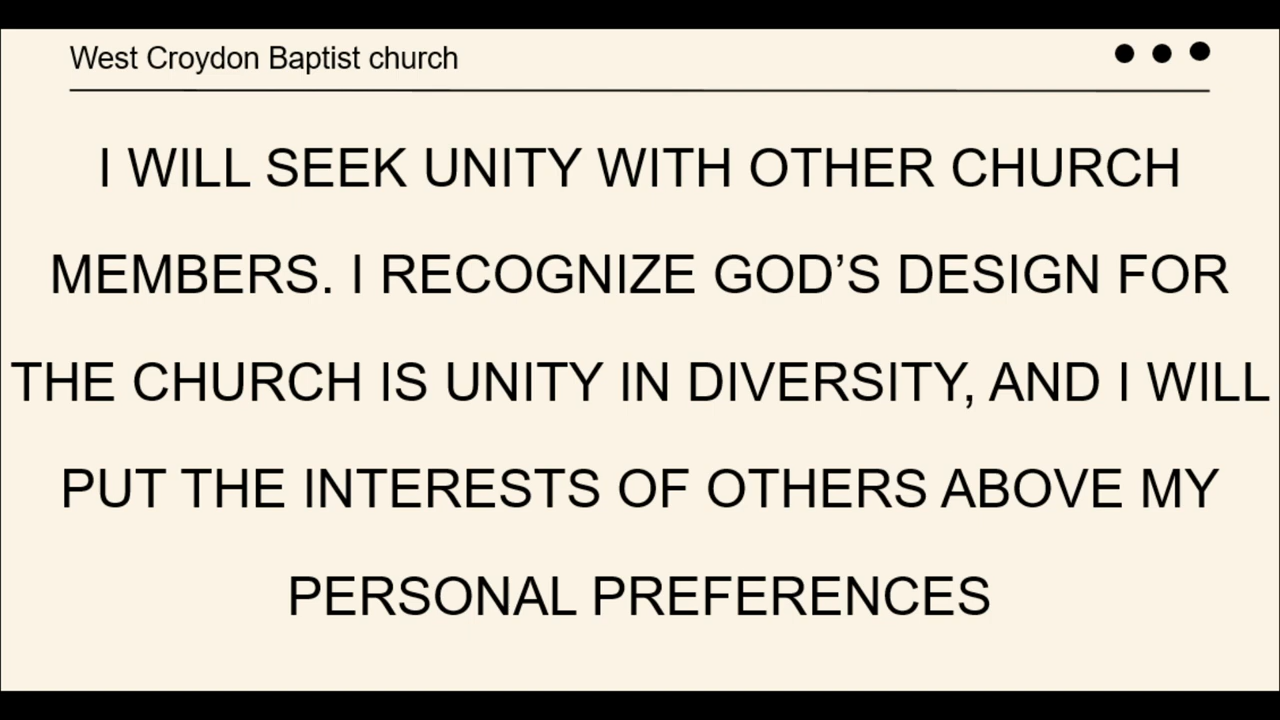 West Croydon Baptist church
I WILL SEEK UNITY WITH OTHER CHURCH
MEMBERS. I RECOGNIZE GOD’S DESIGN FOR
THE CHURCH IS UNITY IN DIVERSITY, AND I WILL
PUT THE INTERESTS OF OTHERS ABOVE MY
PERSONAL PREFERENCES